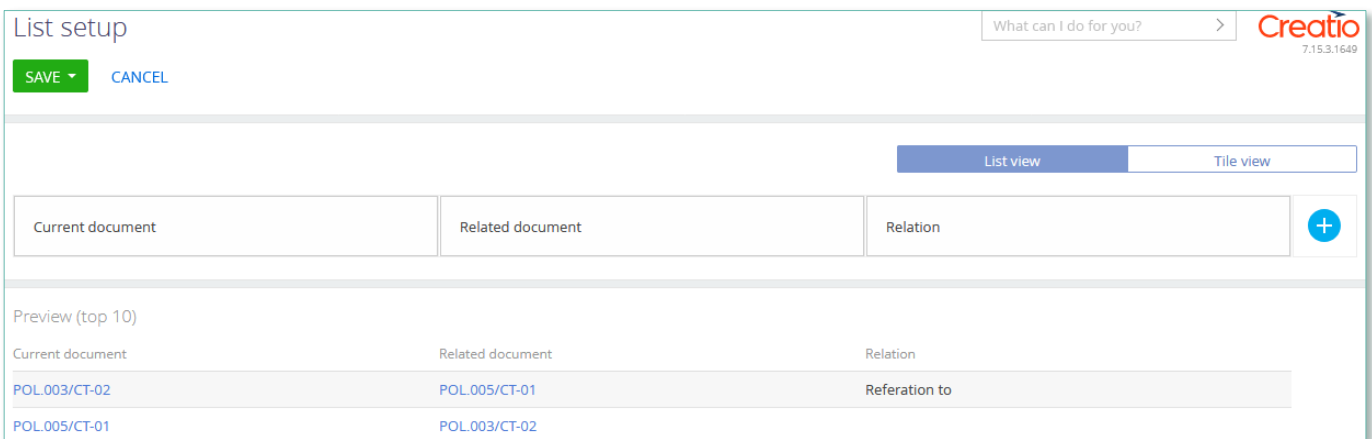 List setup
What can I do for you?
Creatio
7.15.3.1649
SAVE
CANCEL
List view
Tile view
Current document
Related document
Relation
Preview (top 10)
Current document
Related document
Relation
POL.003/CT-02
POL.005/CT-01
Referation to
POL.005/CT-01
POL.003/CT-02